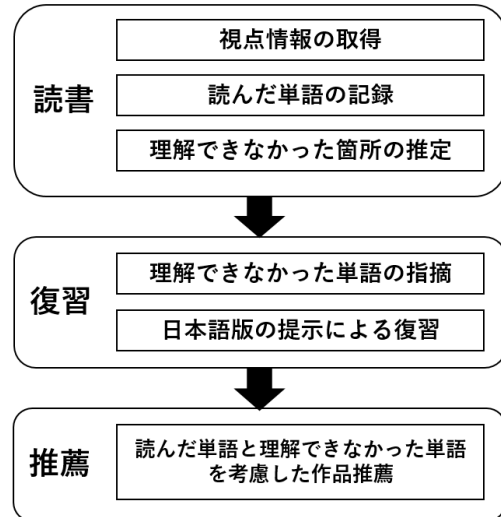 読書
視点情報の取得
読んだ単語の記録
理解できなかった箇所の推定
復習
理解できなかった単語の指摘
日本語版の提示による復習
推薦
読んだ単語と理解できなかった単語
を考慮した作品推薦